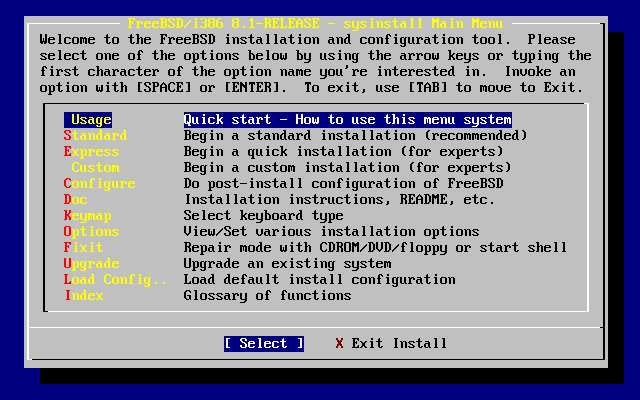 FreeBSD/i386 8.1-RELEASE - sysinstall Main Menu
Welcome to the FreeBSD installation and configuration tool.  Please
select one of the options below by using the arrow keys or typing the
first character of the option name you're interested in.  Invoke an
option with [SPACE] or [ENTER].  To exit, use [TAB] to move to Exit.
Usage Quick start - How to use this menu system
Standard Begin a standard installation (recommended)
Express Begin a quick installation (for experts)
Custom Begin a custom installation (for experts)
Configure Do post-install configuration of FreeBSD
Doc Installation instructions, README, etc.
Keymap Select keyboard type
Options View/Set various installation options
Fixit Repair mode with CDROM/DVD/floppy or start shell
Upgrade Upgrade an existing system
Load Config.. Load default install configuration
Index Glossary of functions
[ Select ] X Exit Install